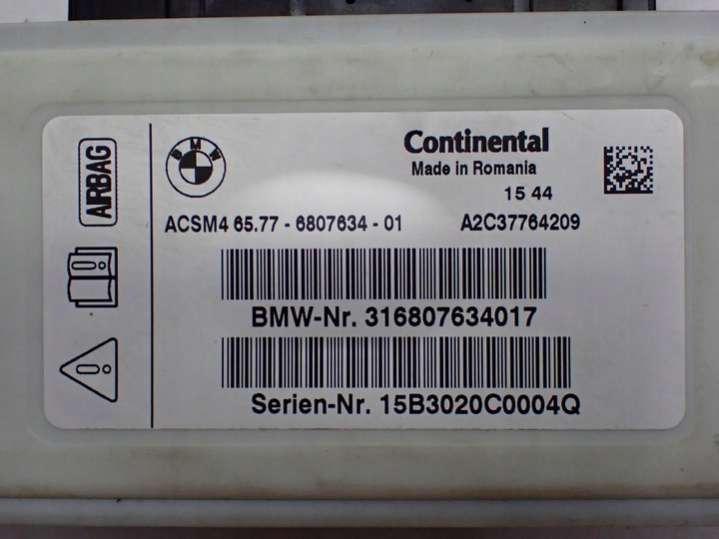 AIRBAG
BMW
Continental
Made in Romania
15 44
ACSM4 65.77 - 6807634 - 01 A2C37764209
BMW-Nr. 316807634017
Serien-Nr. 15B3020C0004Q